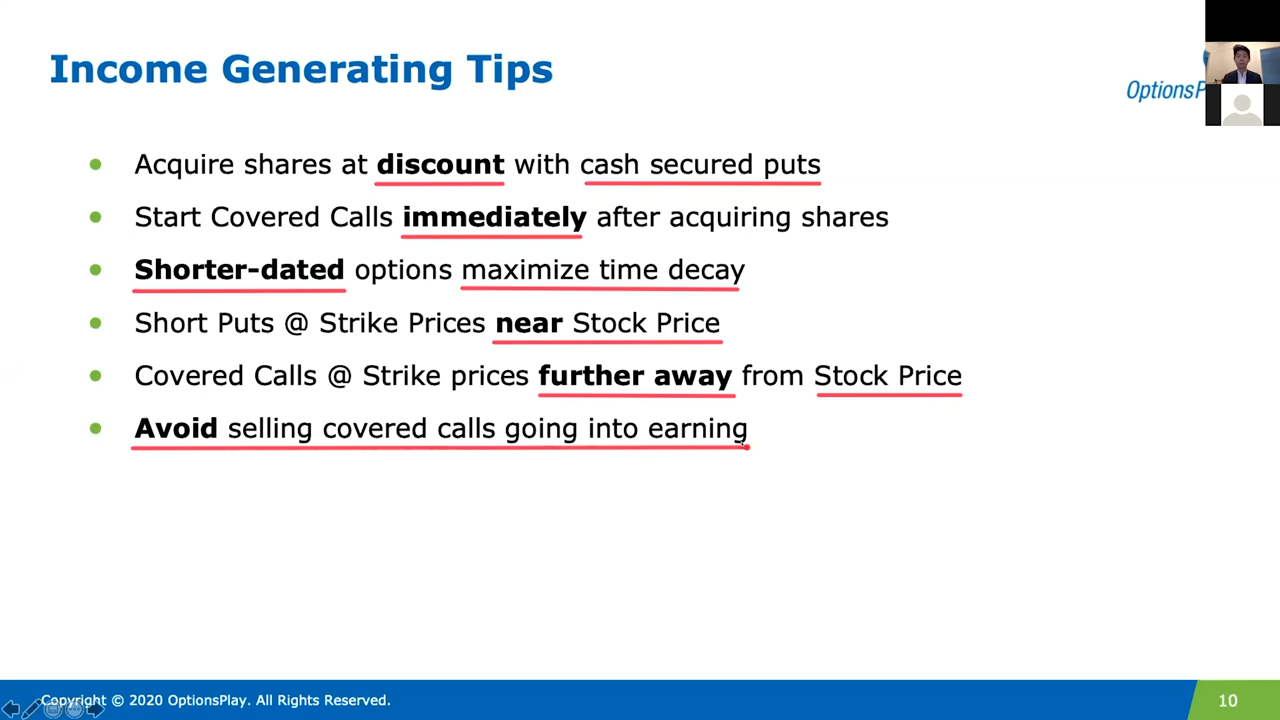 Income Generating Tips
OptionsP
• Acquire shares at discount with cash secured puts
• Start Covered Calls immediately after acquiring shares
• Shorter-dated options maximize time decay
• Short Puts @ Strike Prices near Stock Price
• Covered Calls @ Strike prices further away from Stock Price
• Avoid selling covered calls going into earning
Copyright © 2020 OptionsPlay. All Rights Reserved.
10